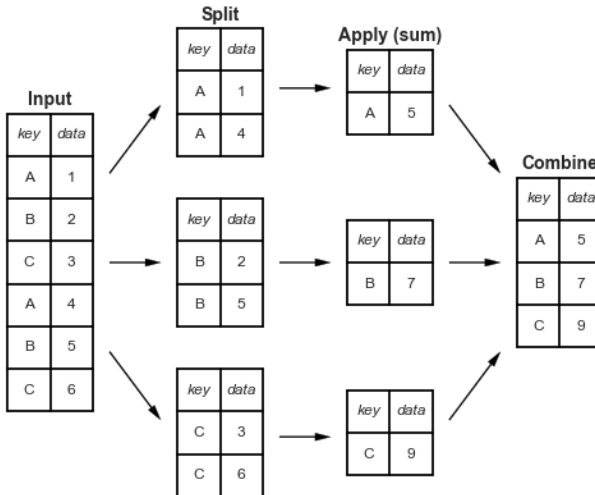 Input
key data
A 1
B 2
C 3
A 4
B 5
C 6
Split
key data
A 1
A 4
key data
B 2
B 5
key data
C 3
C 6
Apply (sum)
key data
A 5
key data
B 7
key data
C 9
Combine
key data
A 5
B 7
C 9